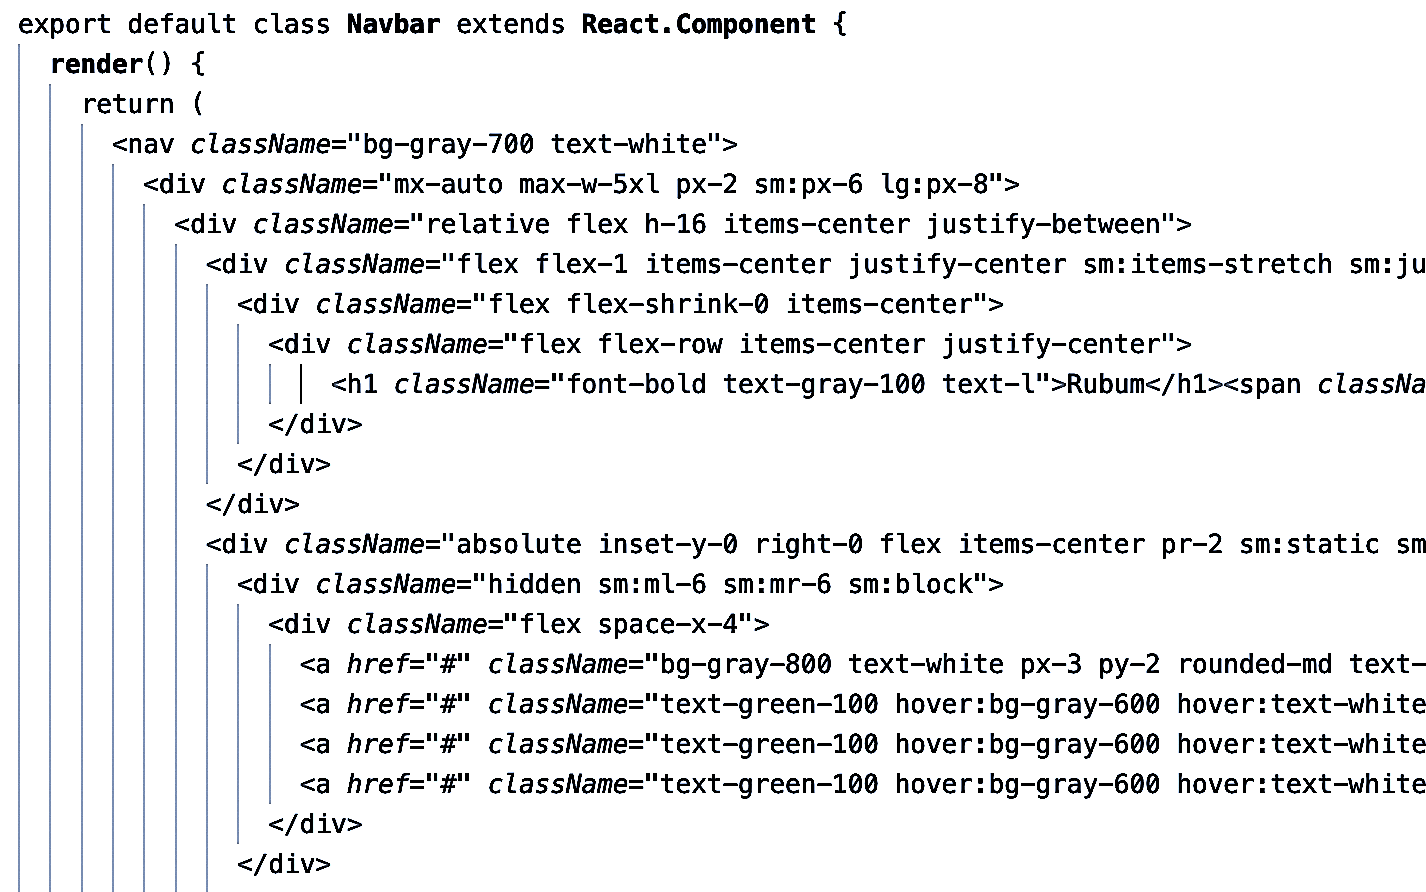 export default class Navbar extends React.Component {
render() {
return (
<nav className="bg-gray-700 text-white">
<div className="mx-auto max-w-5xl px-2 sm:px-6 lg:px-8">
<div className="relative flex h-16 items-center justify-between">
<div className="flex flex-1 items-center justify-center sm:items-stretch sm:ju
<div className="flex flex-shrink-0 items-center">
<div className="flex flex-row items-center justify-center">
<h1 className="font-bold text-gray-100 text-l">Rubum</h1><span classNa
</div>
</div>
</div>
<div className="absolute inset-y-0 right-0 flex items-center pr-2 sm:static sm
<div className="hidden sm:ml-6 sm:mr-6 sm:block">
<div className="flex space-x-4">
<a href="#" className="bg-gray-800 text-white px-3 py-2 rounded-md text-
<a href="#" className="text-green-100 hover:bg-gray-600 hover:text-white
<a href="#" className="text-green-100 hover:bg-gray-600 hover:text-white
<a href="#" className="text-green-100 hover:bg-gray-600 hover:text-white
</div>
</div>